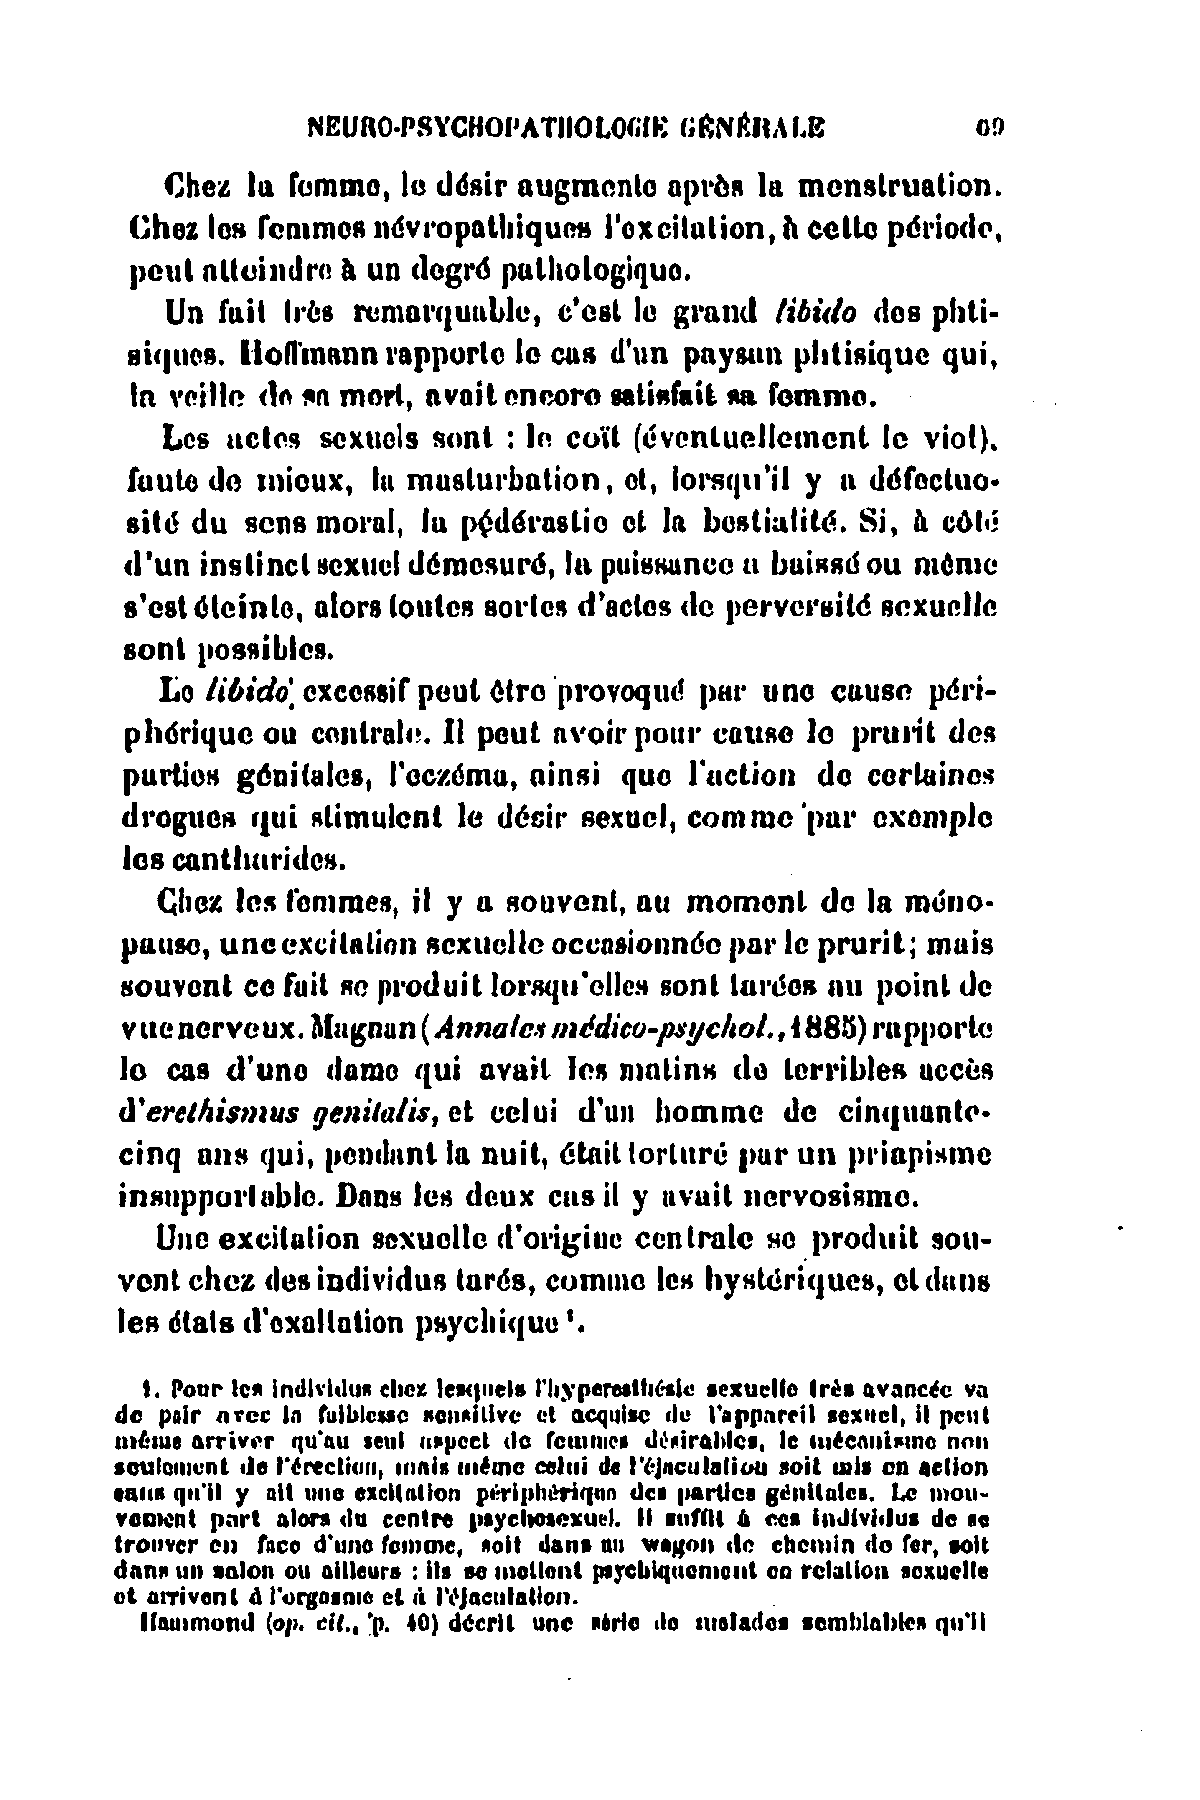 NEURO-PSYCHOPATHOLOGIE GÉNÉRALE 69
Chez la femme, le désir augmente après la menstruation.
Chez les femmes névropathiques l'excitation, à cette période,
peut atteindre à un degré pathologique.
Un fait très remarquable, c'est le grand libido des phti-
siques. Hoffmann rapporte le cas d'un paysan phtisique qui,
la veille de sa mort, avait encore satisfait sa femme.
Les actes sexuels sont : le coït (éventuellement le viol),
faute de mieux, la masturbation, et, lorsqu'il y a défectuo-
sité du sens moral, la pédérastie et la bestialité. Si, à côté
d'un instinct sexuel démesuré, la puissance a baissé ou même
s'est éteinte, alors toutes sortes d'actes de perversité sexuelle
sont possibles.
Le libido excessif peut être provoqué par une cause péri-
phérique ou centrale. Il peut avoir pour cause le prurit des
parties génitales, l'eczéma, ainsi que l'action de certaines
drogues qui stimulent le désir sexuel, comme par exemple
les cantharides.
Chez les femmes, il y a souvent, au moment de la méno-
pause, une excitation sexuelle occasionnée par le prurit; mais
souvent ce fait se produit lorsqu'elles sont tarées au point de
vue nerveux. Magnan (Annales médico-psychol., 1885) rapporte
le cas d'une dame qui avait les matins de terribles accès
d'erethismus genitalis, et celui d'un homme de cinquante-
cinq ans qui, pendant la nuit, était torturé par un priapisme
insupportable. Dans les deux cas il y avait nervosisme.
Une excitation sexuelle d'origine centrale se produit sou-
vent chez des individus tarés, comme les hystériques, et dans
les états d'exaltation psychique ¹.
1. Pour les individus chez lesquels l'hyperesthésie sexuelle très avancée va
de pair avec la faiblesse sensitive et acquise de l'appareil sexuel, il peut
même arriver qu'au seul aspect de femmes désirables, le mécanisme non
seulement de l'érection, mais même celui de l'éjaculation soit mis en action
sans qu'il y ait une excitation périphérique des parties génitales. Le mou-
vement part alors du centre psychosexuel. Il suffit à ces individus de se
trouver en face d'une femme, soit dans un wagon de chemin de fer, soit
dans un salon ou ailleurs : ils se mettent psychiquement en relation sexuelle
et arrivent à l'orgasme et à l'éjaculation.
Hammond (op. cit., p. 40) décrit une série de malades semblables qu'il